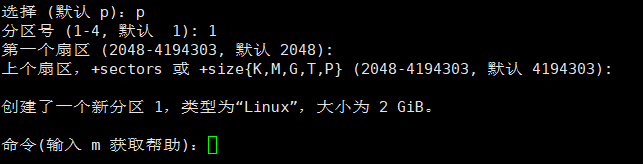 选择 (默认 p)：p
分区号 (1-4, 默认  1): 1
第一个扇区 (2048-4194303, 默认 2048):
上个扇区，+sectors 或 +size{K,M,G,T,P} (2048-4194303, 默认 4194303):
创建了一个新分区 1，类型为“Linux”，大小为 2 GiB。
命令(输入 m 获取帮助)：